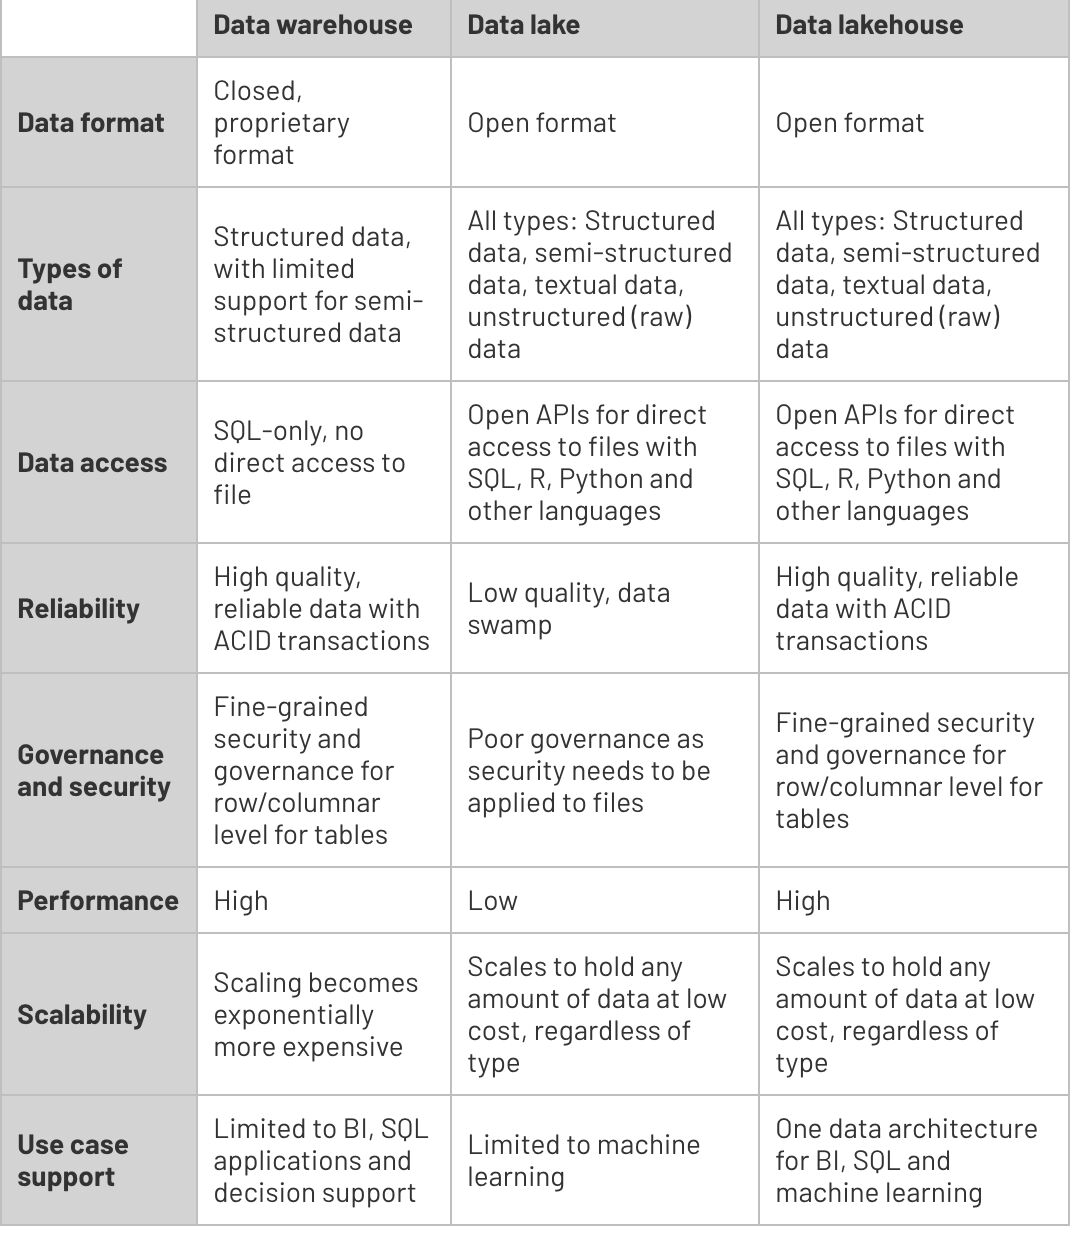 Data warehouse
Data lake
Data lakehouse
Data format
Closed,
proprietary
format
Open format
Open format
Types of
data
Structured data,
with limited
support for semi-
structured data
All types: Structured
data, semi-structured
data, textual data,
unstructured (raw)
data
All types: Structured
data, semi-structured
data, textual data,
unstructured (raw)
data
Data access
SQL-only, no
direct access to
file
Open APIs for direct
access to files with
SQL, R, Python and
other languages
Open APIs for direct
access to files with
SQL, R, Python and
other languages
Reliability
High quality,
reliable data with
ACID transactions
Low quality, data
swamp
High quality, reliable
data with ACID
transactions
Governance
and security
Fine-grained
security and
governance for
row/columnar
level for tables
Poor governance as
security needs to be
applied to files
Fine-grained security
and governance for
row/columnar level for
tables
Performance
High
Low
High
Scalability
Scaling becomes
exponentially
more expensive
Scales to hold any
amount of data at low
cost, regardless of
type
Scales to hold any
amount of data at low
cost, regardless of
type
Use case
support
Limited to BI, SQL
applications and
decision support
Limited to machine
learning
One data architecture
for BI, SQL and
machine learning